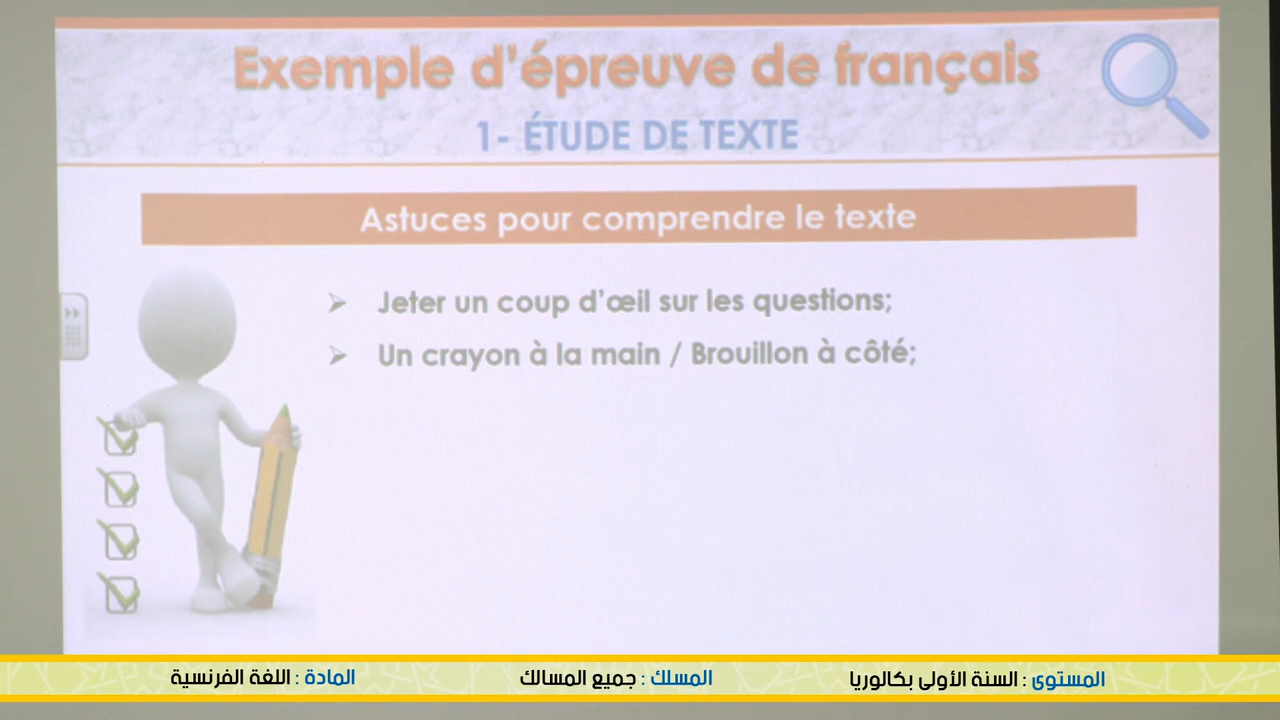 Exemple d'épreuve de français
1- ÉTUDE DE TEXTE
Astuces pour comprendre le texte
➢ Jeter un coup d'œil sur les questions;
➢ Un crayon à la main / Brouillon à côté;
المستوى : السنة الأولى بكالوريا
المسلك : جميع المسالك
المادة : اللغة الفرنسية